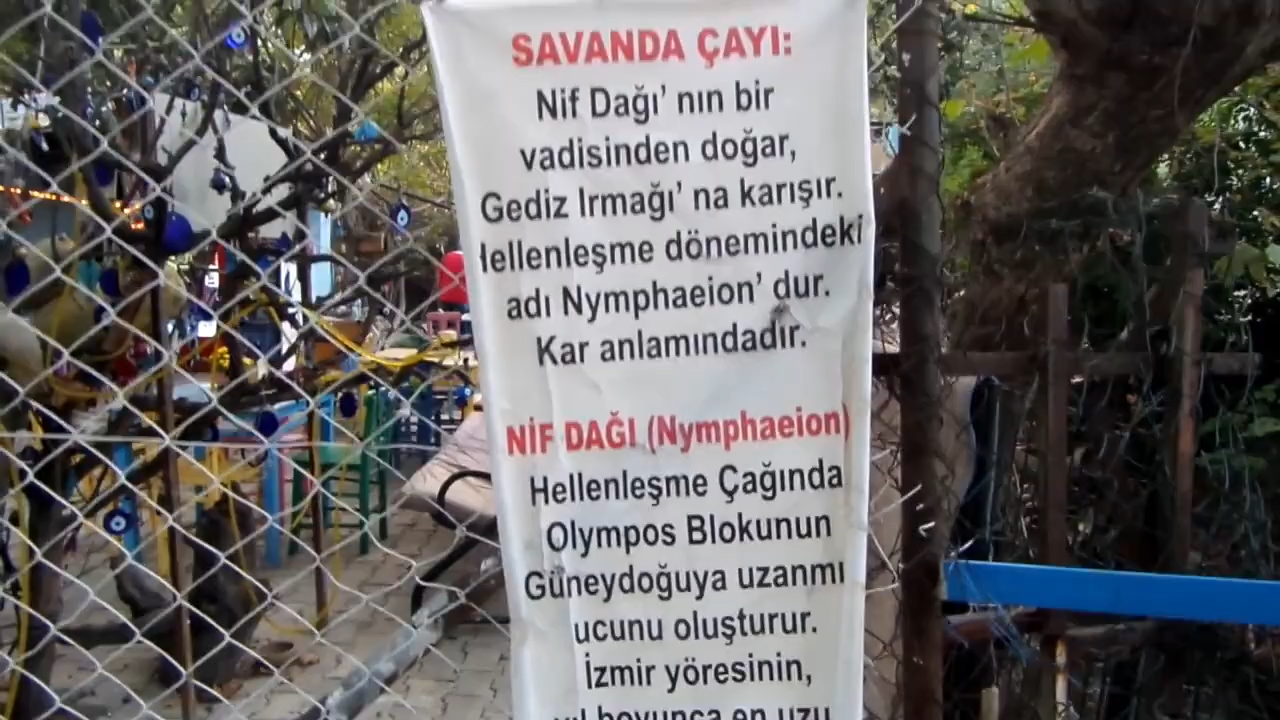 SAVANDA ÇAYI:
Nif Dağı' nın bir
vadisinden doğar,
Gediz Irmağı' na karışır.
Hellenleşme dönemindeki
adı Nymphaeion' dur.
Kar anlamındadır.
NİF DAĞI (Nymphaeion)
Hellenleşme Çağında
Olympos Blokunun
Güneydoğuya uzanmı
ucunu oluşturur.
İzmir yöresinin,
yıl boyunca en uzu